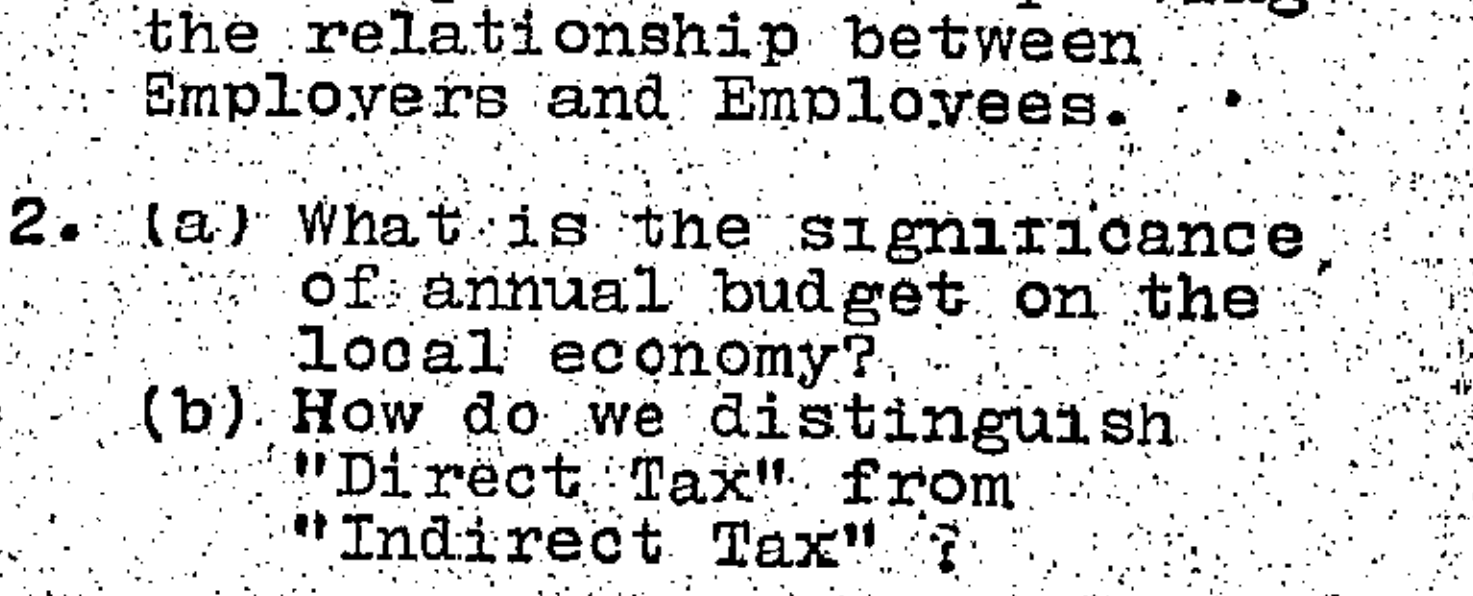 the relationship between
Employers and Employees.
2. (a) What is the significance
of annual budget on the
local economy?
(b) How do we distinguish
"Direct Tax" from
"Indirect Tax" ?